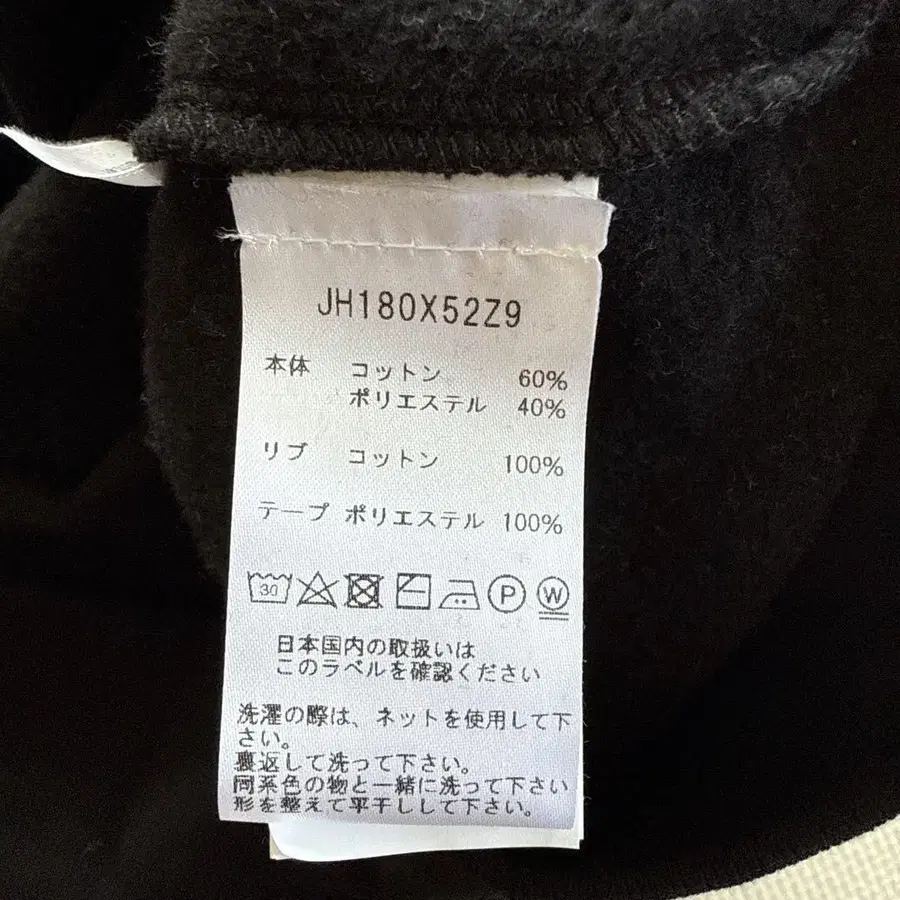 JH180X52Z9
本体 コットン 60%
ポリエステル 40%
リブ コットン 100%
テープ ポリエステル 100%
30 P W
日本国内の取扱いは
このラベルを確認ください
洗濯の際は、ネットを使用して下
さい。
裏返して洗って下さい。
同系色の物と一緒に洗って下さい
形を整えて平干しして下さい。